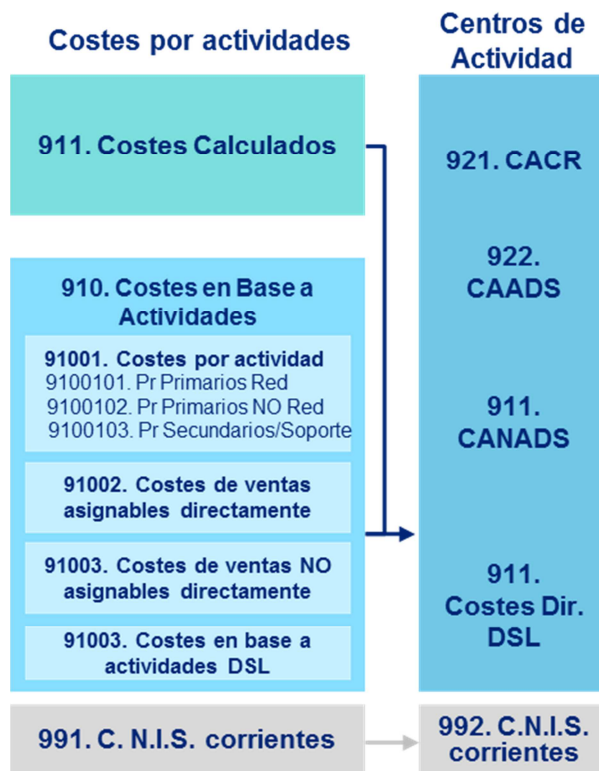 Costes por actividades
911. Costes Calculados
910. Costes en Base a
Actividades
91001. Costes por actividad
9100101. Pr Primarios Red
9100102. Pr Primarios NO Red
9100103. Pr Secundarios/Soporte
91002. Costes de ventas
asignables directamente
91003. Costes de ventas NO
asignables directamente
91003. Costes en base a
actividades DSL
991. C. N.I.S. corrientes
Centros de
Actividad
921. CACR
922.
CAADS
911.
CANADS
911.
Costes Dir.
DSL
992. C.N.I.S.
corrientes